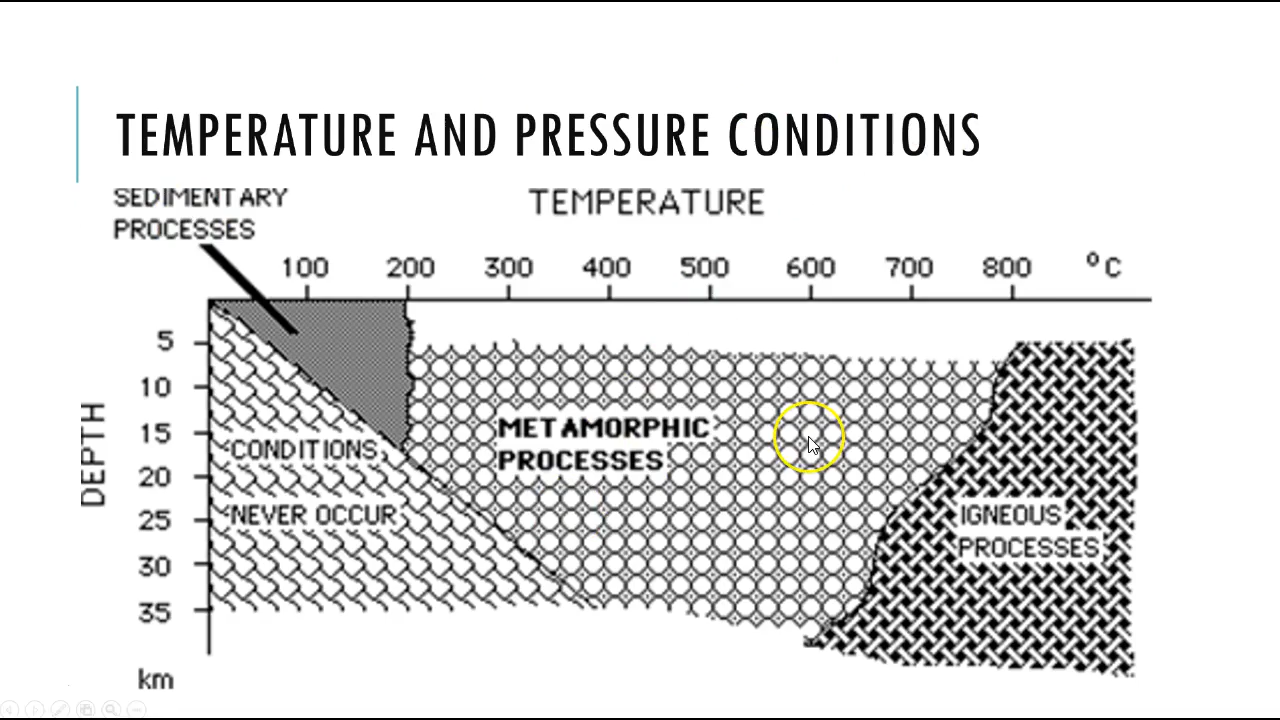 TEMPERATURE AND PRESSURE CONDITIONS
SEDIMENTARY
PROCESSES
TEMPERATURE
100 200 300 400 500 600 700 800 °C
5
10
15
20
25
30
35
km
DEPTH
METAMORPHIC
PROCESSES
CONDITIONS
NEVER OCCUR
IGNEOUS
PROCESSES